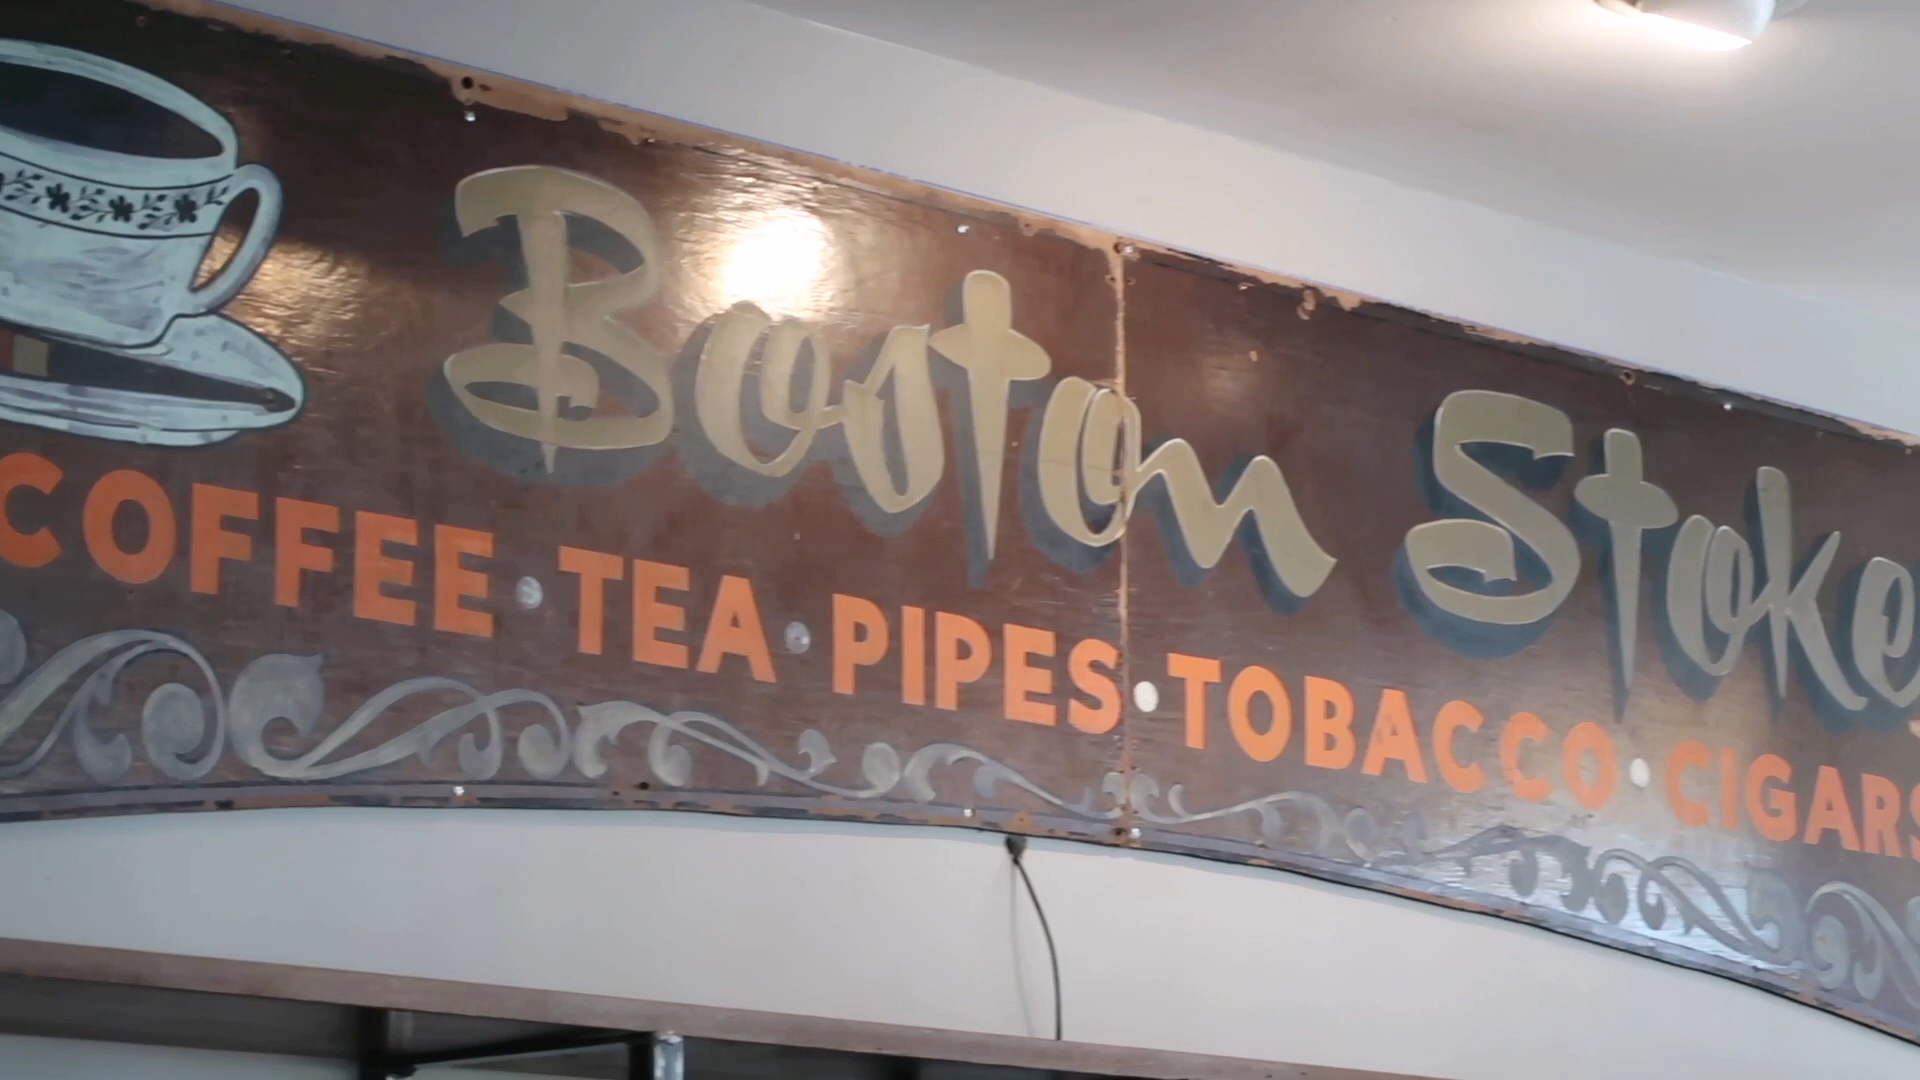 Boston Stoke
COFFEE • TEA • PIPES • TOBACCO • CIGARS